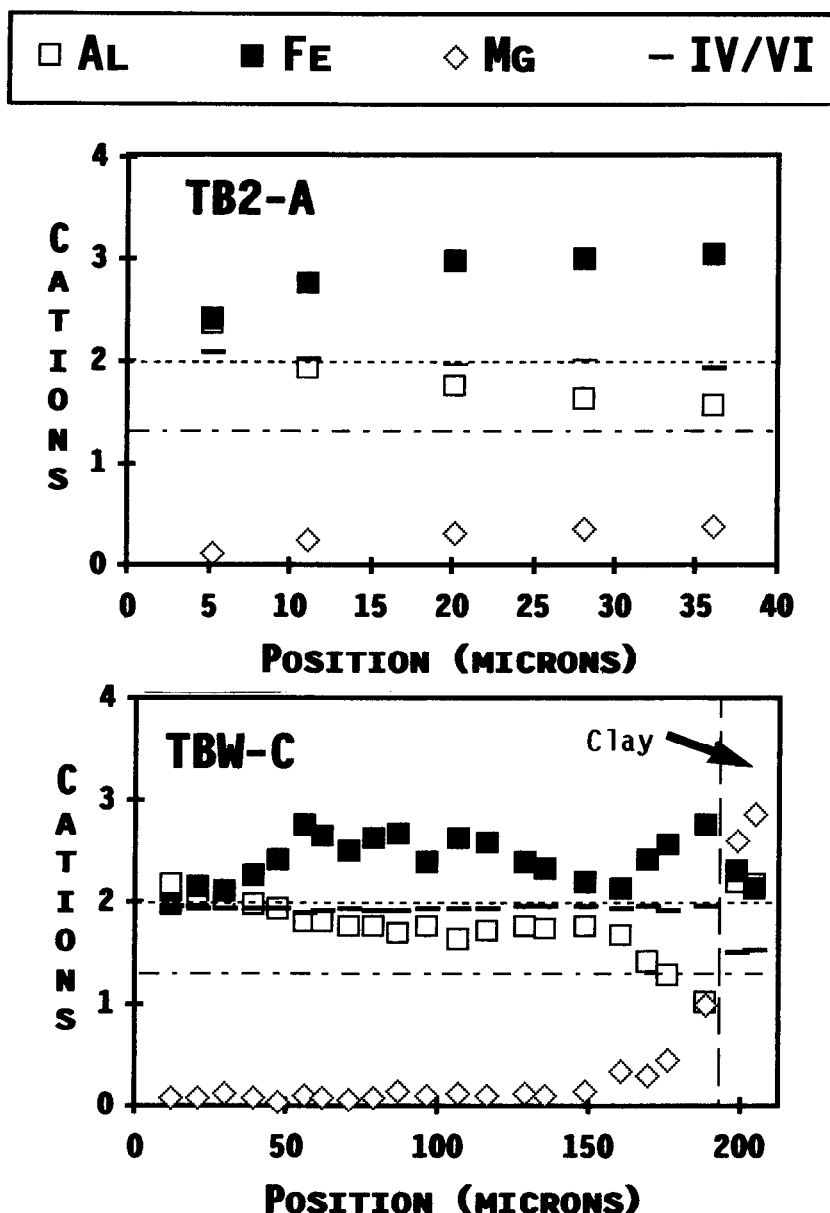 AL FE MG IV/VI
TB2-A
CATIONS
4
3
2
1
0
0 5 10 15 20 25 30 35 40
POSITION (MICRONS)
TBW-C
Clay
CATIONS
4
3
2
1
0
0 50 100 150 200
POSITION (MICRONS)